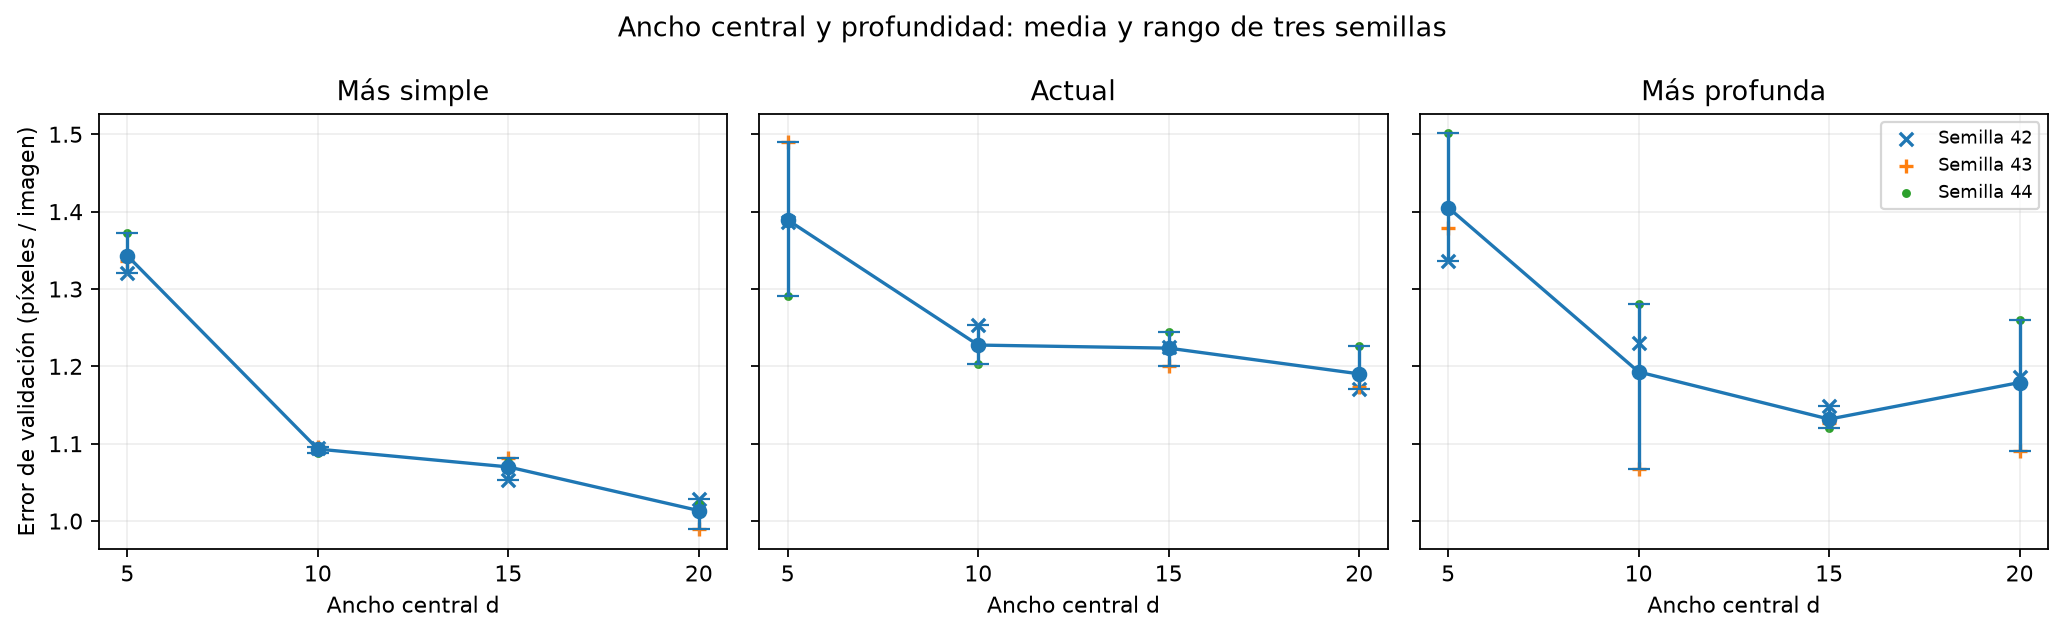 Ancho central y profundidad: media y rango de tres semillas
Más simple
Actual
Más profunda
Error de validación (píxeles / imagen)
1.5
1.4
1.3
1.2
1.1
1.0
Semilla 42
Semilla 43
Semilla 44
5 10 15 20
5 10 15 20
5 10 15 20
Ancho central d
Ancho central d
Ancho central d